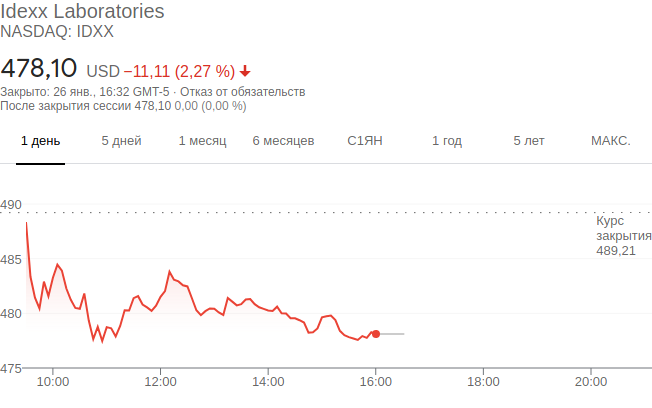 Idexx Laboratories
NASDAQ: IDXX
478,10 USD −11,11 (2,27 %)
Закрыто: 26 янв., 16:32 GMT-5 · Отказ от обязательств
После закрытия сессии 478,10 0,00 (0,00 %)
1 день 5 дней 1 месяц 6 месяцев С1ЯН 1 год 5 лет МАКС.
490
Курс
закрытия
489,21
485
480
475
10:00 12:00 14:00 16:00 18:00 20:00